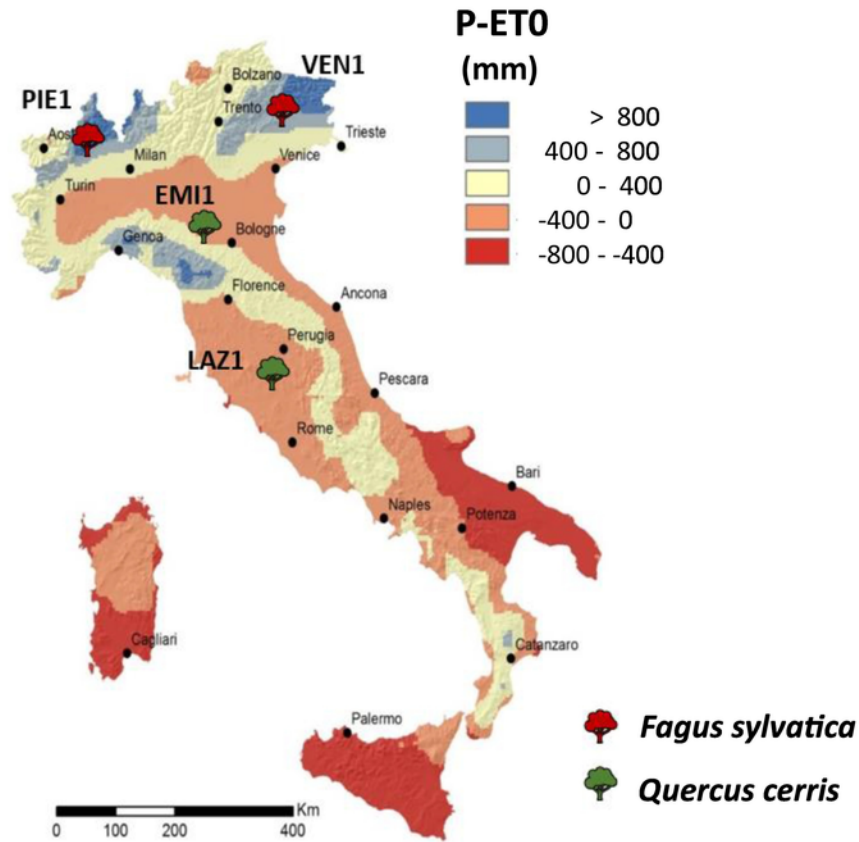 P-ET0
(mm)
> 800
400 - 800
0 - 400
-400 - 0
-800 - -400
VEN1
Bolzano
PIE1
Trento
Aos
Trieste
Milan
Venice
Turin
EMI1
Bologne
Genoa
Florence
Ancona
Perugia
LAZ1
Pescara
Rome
Bari
Naples
Potenza
Cagliari
Catanzaro
Palermo
Fagus sylvatica
Quercus cerris
Km
0 100 200 400